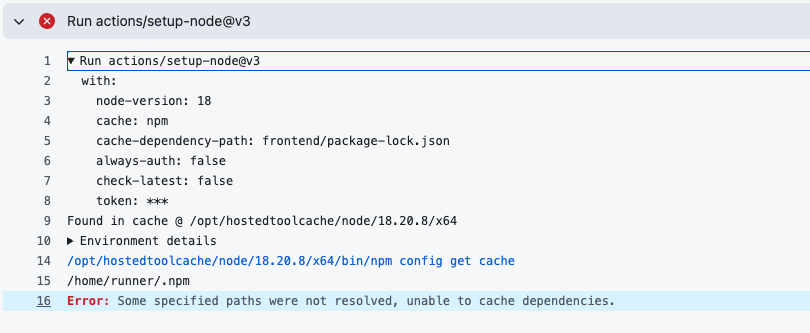 Run actions/setup-node@v3
1 ▼ Run actions/setup-node@v3
2 with:
3 node-version: 18
4 cache: npm
5 cache-dependency-path: frontend/package-lock.json
6 always-auth: false
7 check-latest: false
8 token: ***
9 Found in cache @ /opt/hostedtoolcache/node/18.20.8/x64
10 ▶ Environment details
14 /opt/hostedtoolcache/node/18.20.8/x64/bin/npm config get cache
15 /home/runner/.npm
16 Error: Some specified paths were not resolved, unable to cache dependencies.